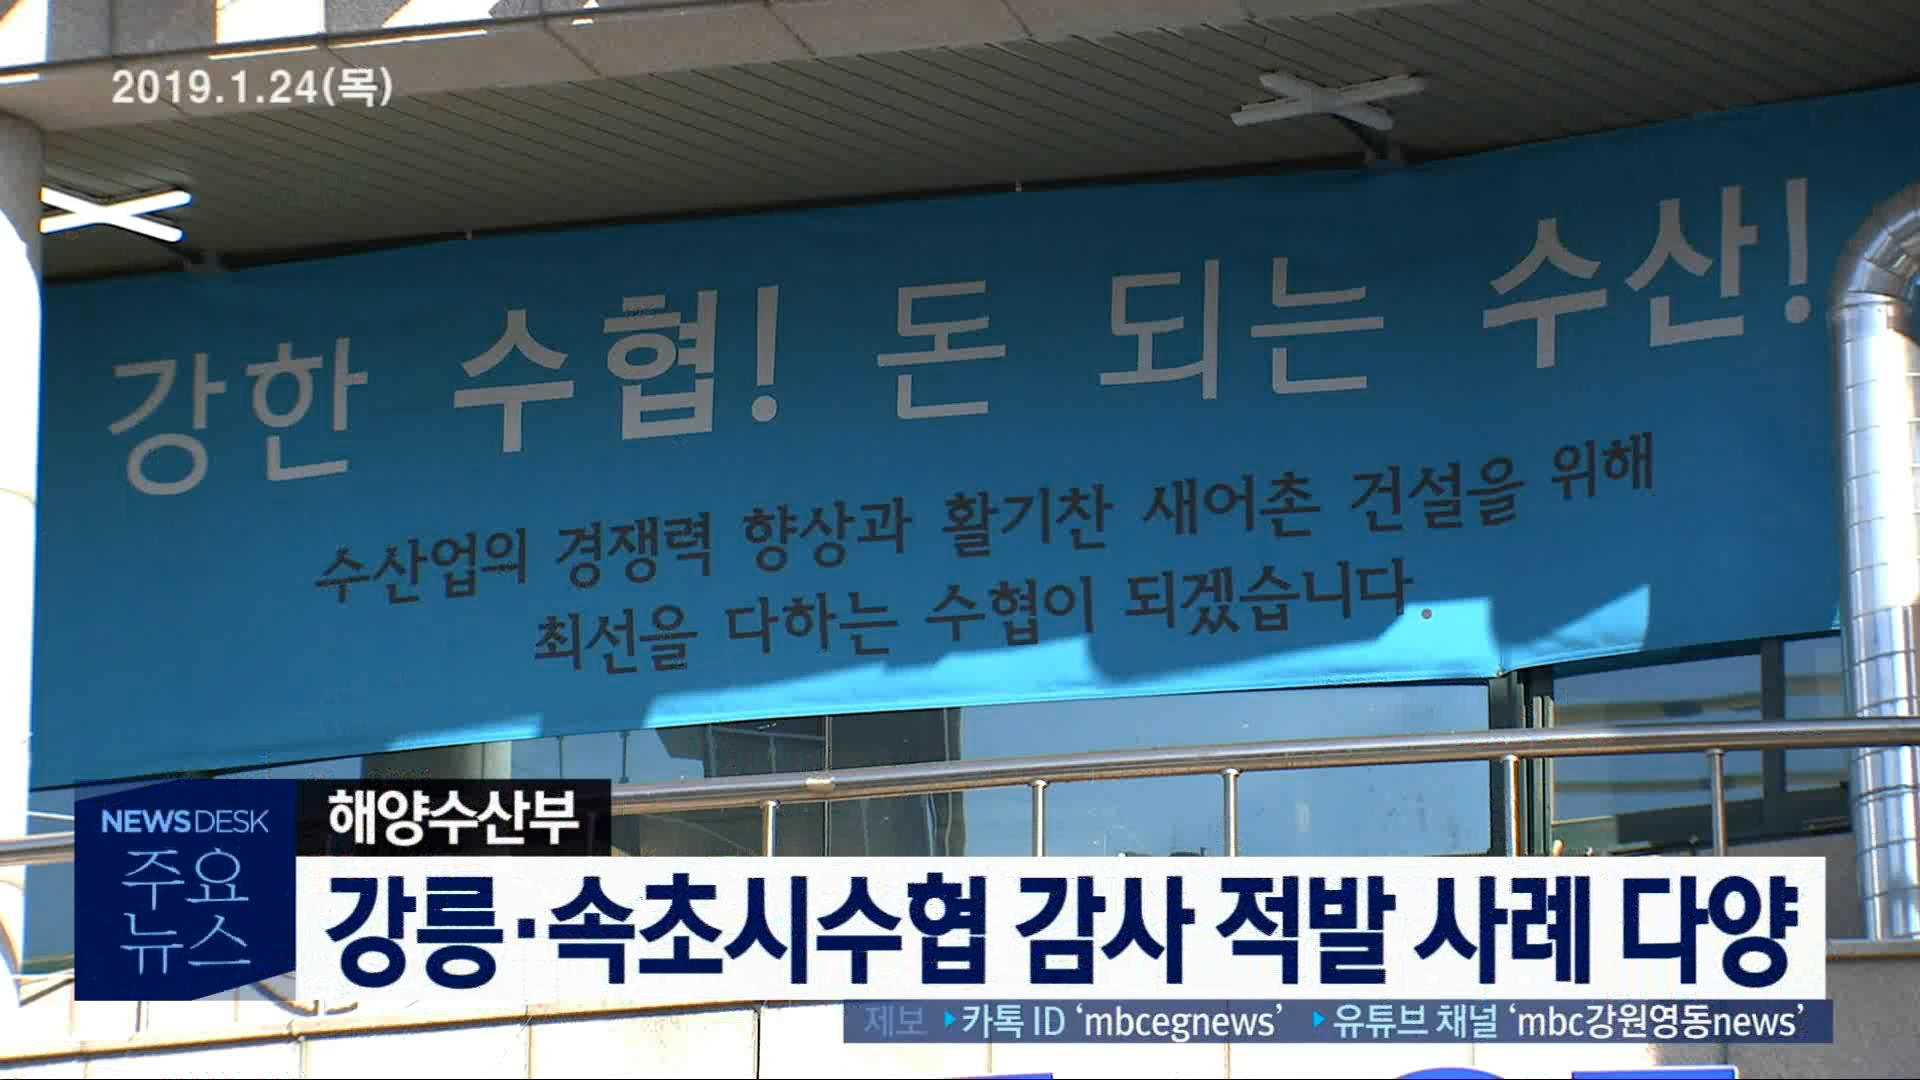 2019.1.24(목)
강한 수협! 돈 되는 수산!
수산업의 경쟁력 향상과 활기찬 새어촌 건설을 위해
최선을 다하는 수협이 되겠습니다.
NEWSDESK
주요
뉴스
해양수산부
강릉·속초시수협 감사 적발 사례 다양
제보 ▶카톡 ID ‘mbcegnews’ ▶유튜브 채널 ‘mbc강원영동news’